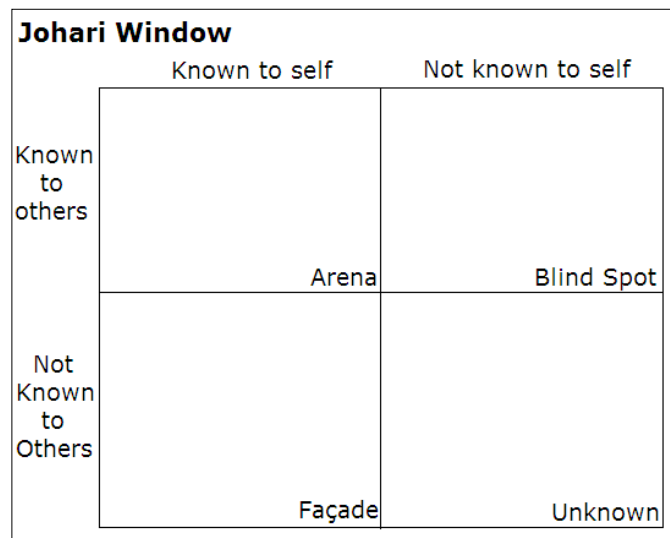 Johari Window
Known to self
Not known to self
Known
to
others
Arena
Blind Spot
Not
Known
to
Others
Façade
Unknown